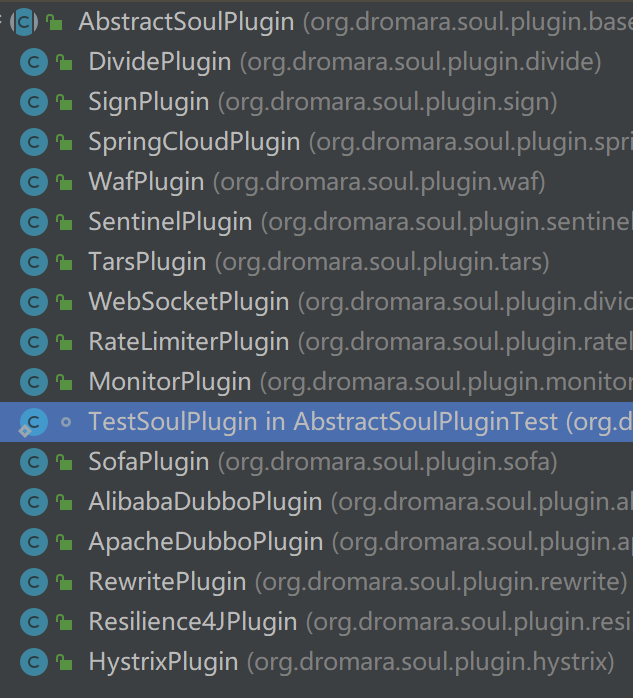 AbstractSoulPlugin (org.dromara.soul.plugin.base
DividePlugin (org.dromara.soul.plugin.divide)
SignPlugin (org.dromara.soul.plugin.sign)
SpringCloudPlugin (org.dromara.soul.plugin.spri
WafPlugin (org.dromara.soul.plugin.waf)
SentinelPlugin (org.dromara.soul.plugin.sentinel
TarsPlugin (org.dromara.soul.plugin.tars)
WebSocketPlugin (org.dromara.soul.plugin.divid
RateLimiterPlugin (org.dromara.soul.plugin.ratel
MonitorPlugin (org.dromara.soul.plugin.monitor
TestSoulPlugin in AbstractSoulPluginTest (org.d
SofaPlugin (org.dromara.soul.plugin.sofa)
AlibabaDubboPlugin (org.dromara.soul.plugin.al
ApacheDubboPlugin (org.dromara.soul.plugin.ap
RewritePlugin (org.dromara.soul.plugin.rewrite)
Resilience4JPlugin (org.dromara.soul.plugin.resi
HystrixPlugin (org.dromara.soul.plugin.hystrix)